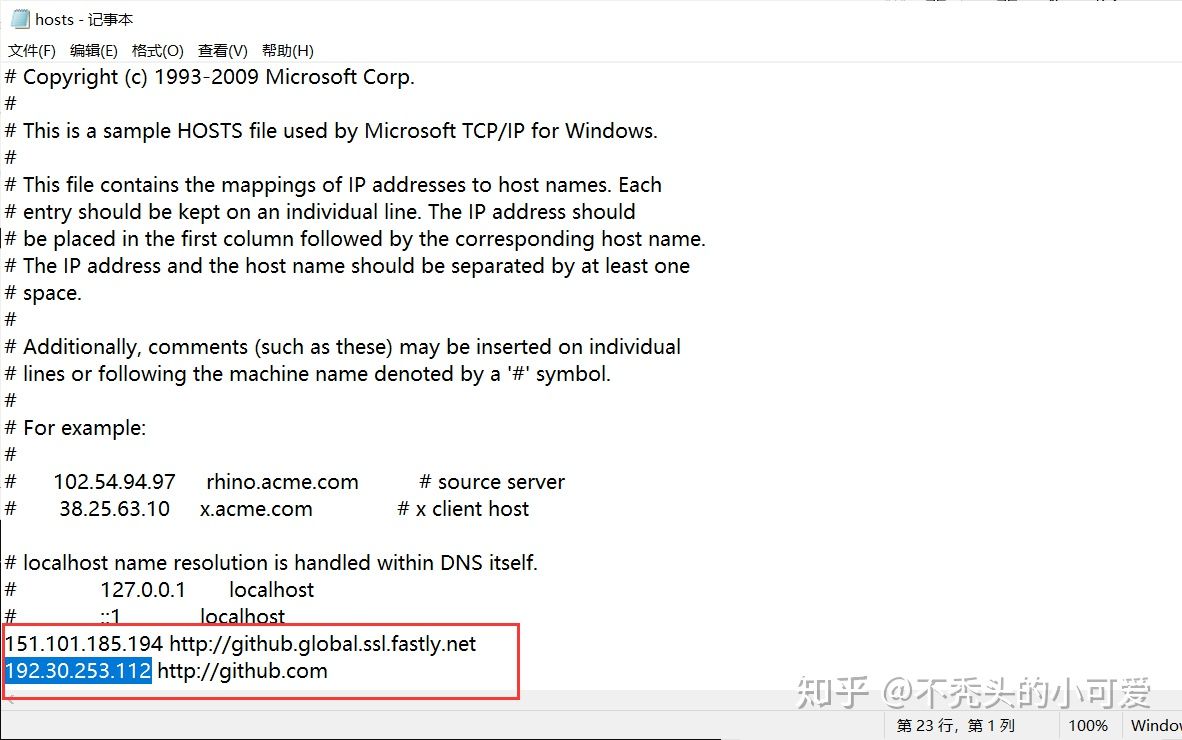 hosts - 记事本
文件(F) 编辑(E) 格式(O) 查看(V) 帮助(H)
# Copyright (c) 1993-2009 Microsoft Corp.
#
# This is a sample HOSTS file used by Microsoft TCP/IP for Windows.
#
# This file contains the mappings of IP addresses to host names. Each
# entry should be kept on an individual line. The IP address should
# be placed in the first column followed by the corresponding host name.
# The IP address and the host name should be separated by at least one
# space.
#
# Additionally, comments (such as these) may be inserted on individual
# lines or following the machine name denoted by a '#' symbol.
#
# For example:
#
# 102.54.94.97 rhino.acme.com # source server
# 38.25.63.10 x.acme.com # x client host
# localhost name resolution is handled within DNS itself.
# 127.0.0.1 localhost
# ::1 localhost
151.101.185.194 http://github.global.ssl.fastly.net
192.30.253.112 http://github.com
知乎 @不秃头的小可爱
第 23 行，第 1 列 100% Window